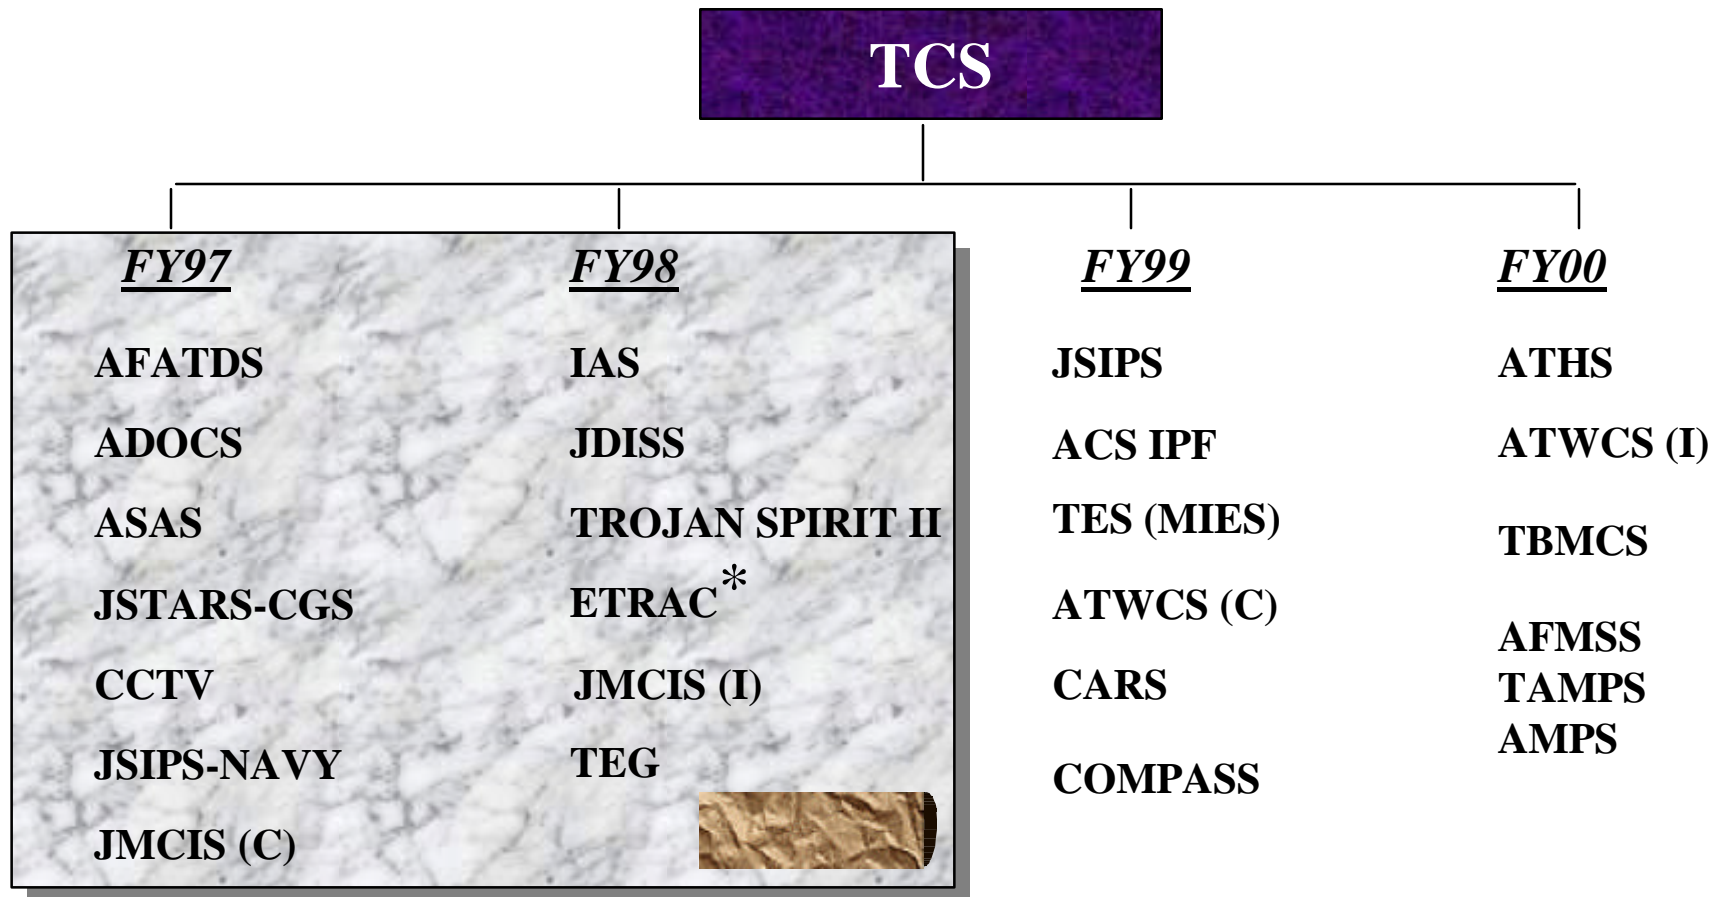 TCS
FY97
AFATDS
ADOCS
ASAS
JSTARS-CGS
CCTV
JSIPS-NAVY
JMCIS (C)
FY98
IAS
JDISS
TROJAN SPIRIT II
ETRAC*
JMCIS (I)
TEG
FY99
JSIPS
ACS IPF
TES (MIES)
ATWCS (C)
CARS
COMPASS
FY00
ATHS
ATWCS (I)
TBMCS
AFMSS
TAMPS
AMPS